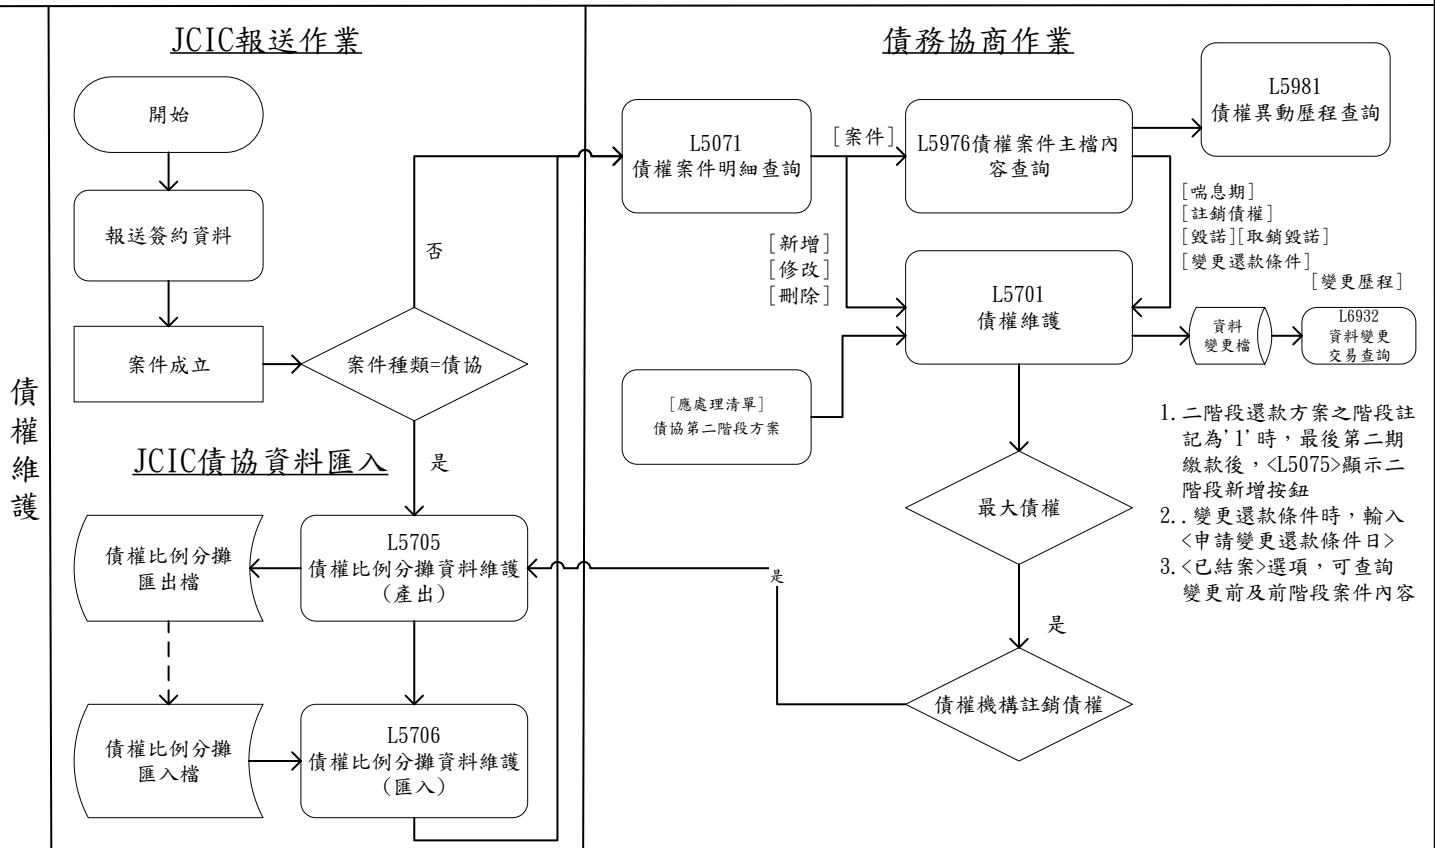 債
權
維
護
JCIC報送作業
開始
報送簽約資料
案件成立
案件種類=債協
否
是
JCIC債協資料匯入
債權比例分攤
匯出檔
L5705
債權比例分攤資料維護
(產出)
債權比例分攤
匯入檔
L5706
債權比例分攤資料維護
(匯入)
債務協商作業
L5071
債權案件明細查詢
[案件]
L5976債權案件主檔內
容查詢
L5981
債權異動歷程查詢
[新增]
[修改]
[刪除]
[喘息期]
[註銷債權]
[毀諾][取銷毀諾]
[變更還款條件]
[變更歷程]
L5701
債權維護
資料
變更檔
L6932
資料變更
交易查詢
[應處理清單]
債協第二階段方案
最大債權
是
債權機構註銷債權
是
1.二階段還款方案之階段註
記為'1'時，最後第二期
繳款後，<L5075>顯示二
階段新增按鈕
2..變更還款條件時，輸入
<申請變更還款條件日>
3.<已結案>選項，可查詢
變更前及前階段案件內容